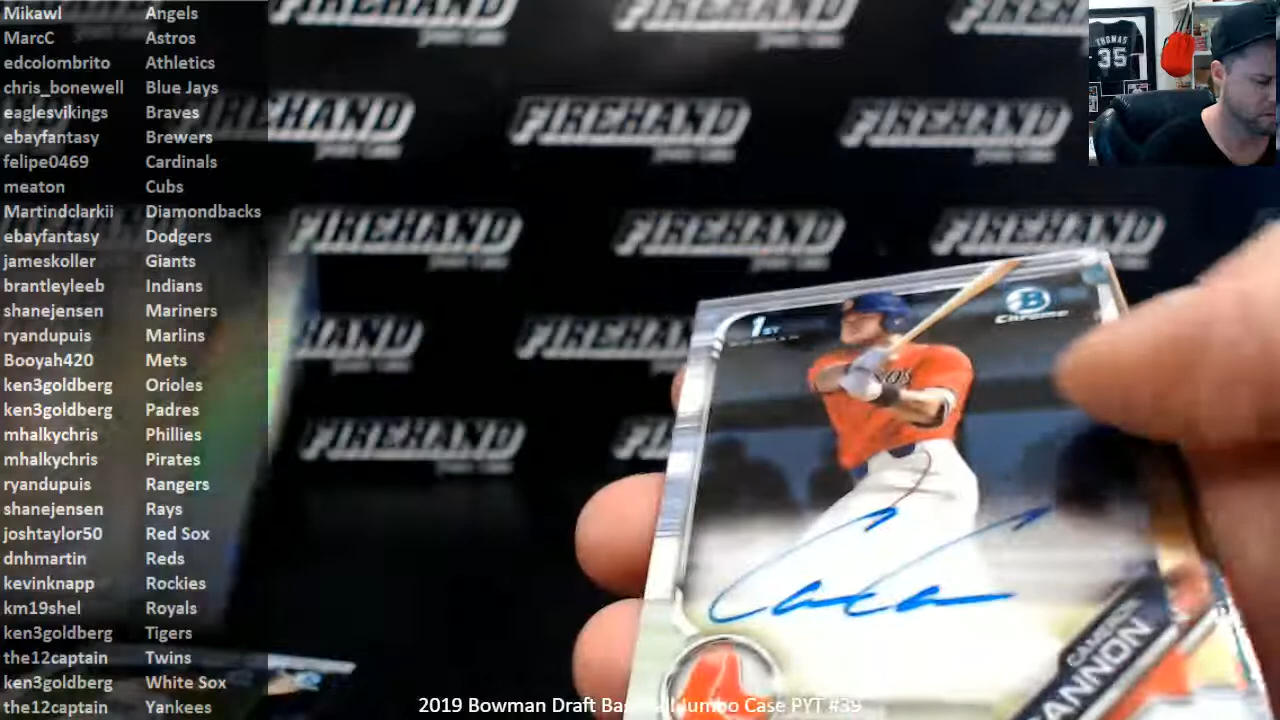 Mikawl Angels
MarcC Astros
edcolombrito Athletics
chris_bonewell Blue Jays
eaglesvikings Braves
ebayfantasy Brewers
felipe0469 Cardinals
meaton Cubs
Martindclarkii Diamondbacks
ebayfantasy Dodgers
jameskoller Giants
brantleyleeb Indians
shanejensen Mariners
ryandupuis Marlins
Booyah420 Mets
ken3goldberg Orioles
ken3goldberg Padres
mhalkychris Phillies
mhalkychris Pirates
ryandupuis Rangers
shanejensen Rays
joshtaylor50 Red Sox
dnhmartin Reds
kevinknapp Rockies
km19shel Royals
ken3goldberg Tigers
the12captain Twins
ken3goldberg White Sox
the12captain Yankees
FIREHAND FIREHAND
FIREHAND FIREHAND FIREHAND
FIREHAND
THOMAS
35
1ST
B
Chrome
CAMERON
CANNON
2019 Bowman Draft Jumbo Case PYT #39